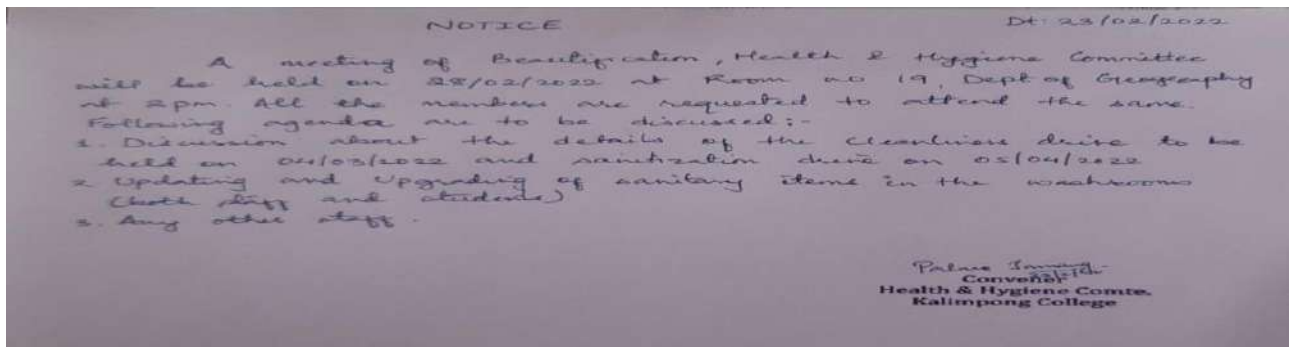 NOTICE Dt: 23/02/2022
A meeting of Beautification, Health & Hygiene Committee
will be held on 28/02/2022 at Room no 19, Dept of Geography
at 2pm. All the members are requested to attend the same.
Following agenda are to be discussed:-
1. Discussion about the details of the cleanliness drive to be
held on 04/03/2022 and sanitization drive on 05/04/2022
2. Updating and Upgrading of sanitary items in the washrooms
(both staff and students)
3. Any other staff.
Convener
Health & Hygiene Comte.
Kalimpong College